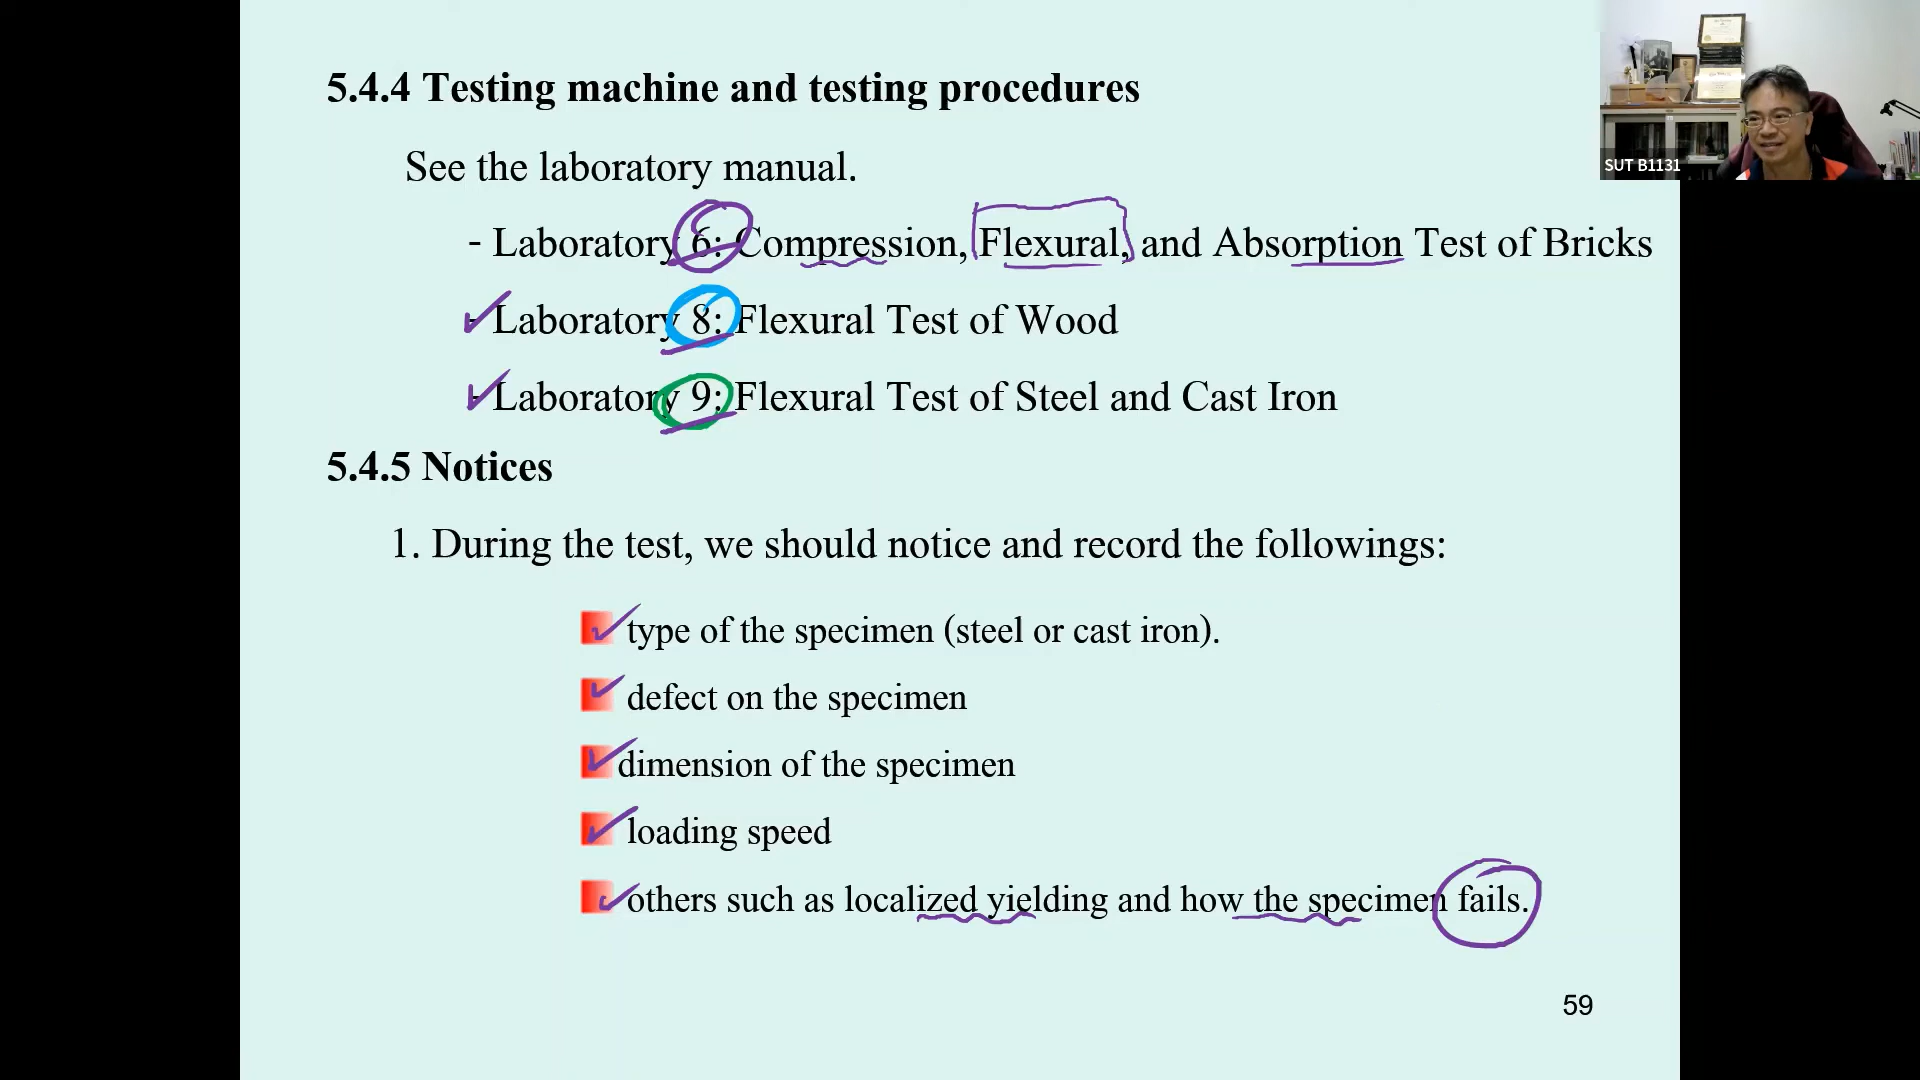 5.4.4 Testing machine and testing procedures
See the laboratory manual.
- Laboratory 6: Compression, Flexural, and Absorption Test of Bricks
- Laboratory 8: Flexural Test of Wood
- Laboratory 9: Flexural Test of Steel and Cast Iron
5.4.5 Notices
1. During the test, we should notice and record the followings:
type of the specimen (steel or cast iron).
defect on the specimen
dimension of the specimen
loading speed
others such as localized yielding and how the specimen fails.
59
SUT B1131